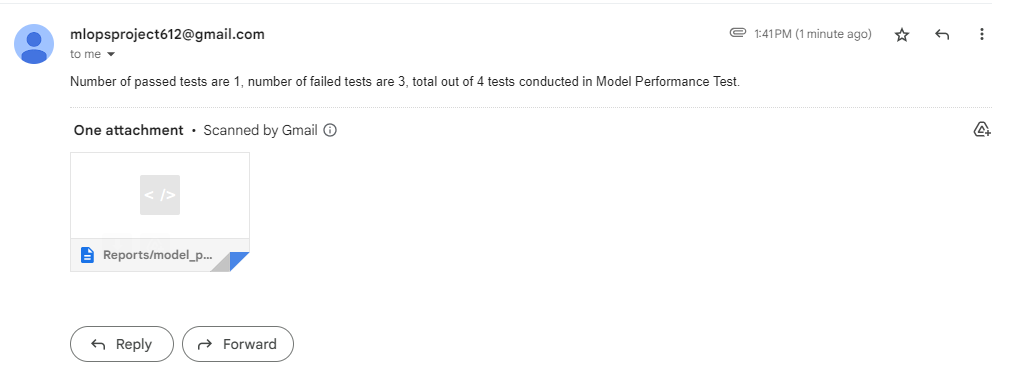 mlopsproject612@gmail.com
1:41 PM (1 minute ago)
to me
Number of passed tests are 1, number of failed tests are 3, total out of 4 tests conducted in Model Performance Test.
One attachment • Scanned by Gmail
</>
Reports/model_p...
Reply
Forward